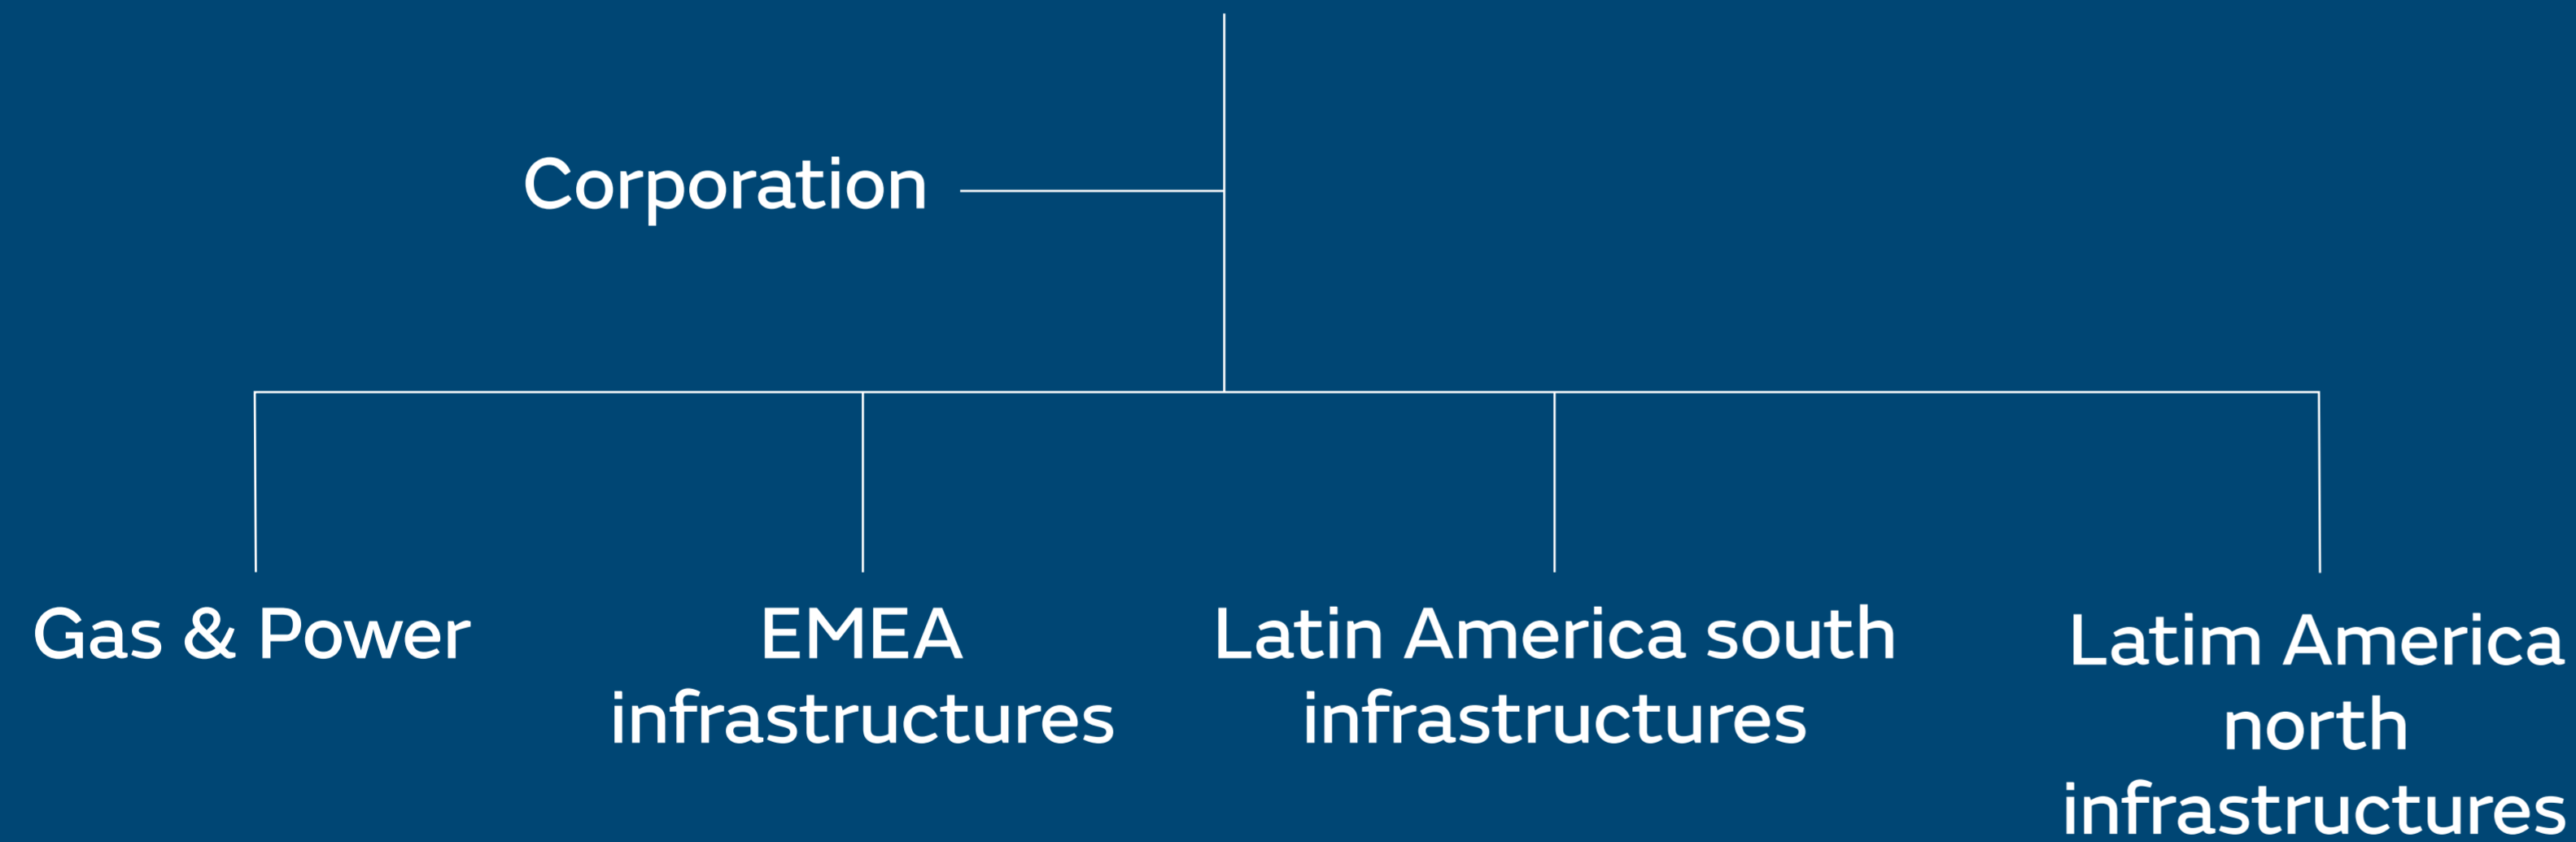 Corporation
Gas & Power
EMEA
infrastructures
Latin America south
infrastructures
Latim America
north
infrastructures